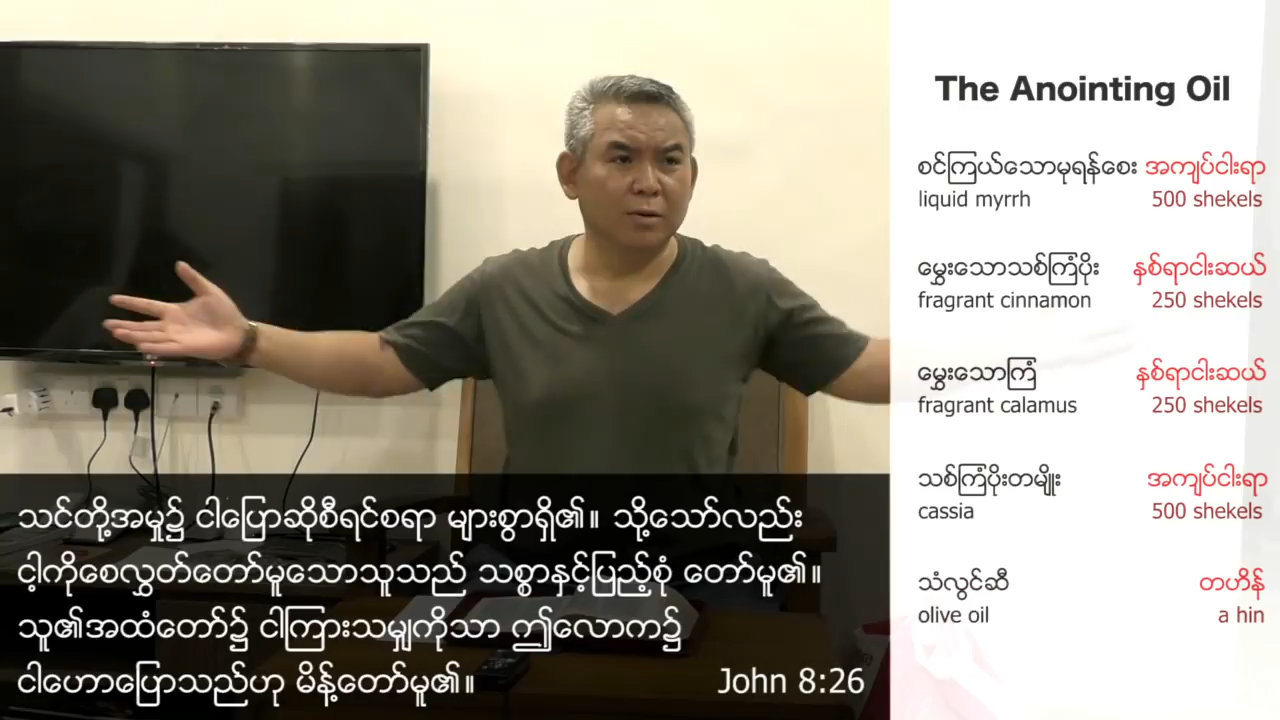 The Anointing Oil
စင်ကြယ်သောမုရန်စေး အကျပ်ငါးရာ
liquid myrrh 500 shekels
မွှေးသောသစ်ကြံပိုး နှစ်ရာငါးဆယ်
fragrant cinnamon 250 shekels
မွှေးသောကြံ နှစ်ရာငါးဆယ်
fragrant calamus 250 shekels
သစ်ကြံပိုးတမျိုး အကျပ်ငါးရာ
cassia 500 shekels
သံလွင်ဆီ တဟိန်
olive oil a hin
သင်တို့အမှု၌ ငါပြောဆိုစီရင်စရာ များစွာရှိ၏။ သို့သော်လည်း
ငါ့ကိုစေလွှတ်တော်မူသောသူသည် သစ္စာနှင့်ပြည့်စုံ တော်မူ၏။
သူ၏အထံတော်၌ ငါကြားသမျှကိုသာ ဤလောက၌
ငါဟောပြောသည်ဟု မိန့်တော်မူ၏။ John 8:26